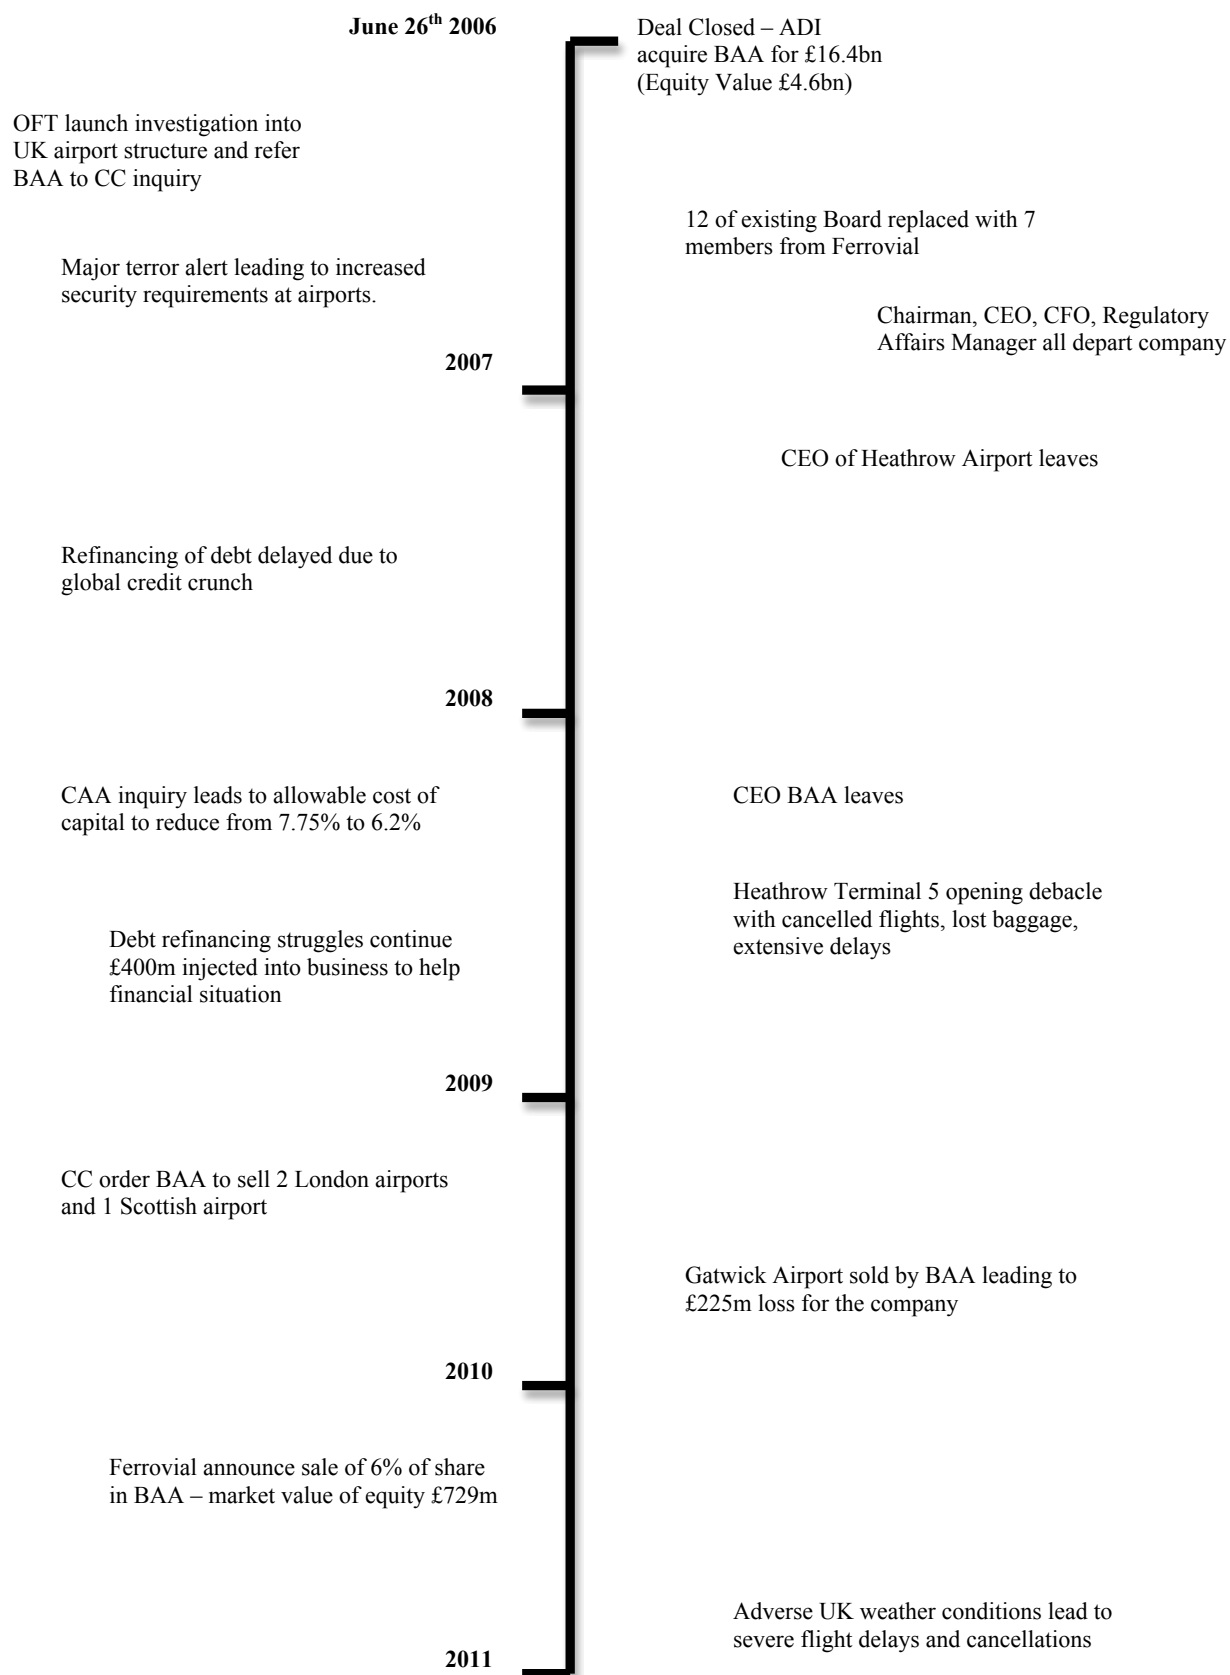 June 26th 2006
Deal Closed – ADI
acquire BAA for £16.4bn
(Equity Value £4.6bn)
OFT launch investigation into
UK airport structure and refer
BAA to CC inquiry
12 of existing Board replaced with 7
members from Ferrovial
Major terror alert leading to increased
security requirements at airports.
Chairman, CEO, CFO, Regulatory
Affairs Manager all depart company
2007
CEO of Heathrow Airport leaves
Refinancing of debt delayed due to
global credit crunch
2008
CAA inquiry leads to allowable cost of
capital to reduce from 7.75% to 6.2%
CEO BAA leaves
Heathrow Terminal 5 opening debacle
with cancelled flights, lost baggage,
extensive delays
Debt refinancing struggles continue
£400m injected into business to help
financial situation
2009
CC order BAA to sell 2 London airports
and 1 Scottish airport
Gatwick Airport sold by BAA leading to
£225m loss for the company
2010
Ferrovial announce sale of 6% of share
in BAA – market value of equity £729m
Adverse UK weather conditions lead to
severe flight delays and cancellations
2011